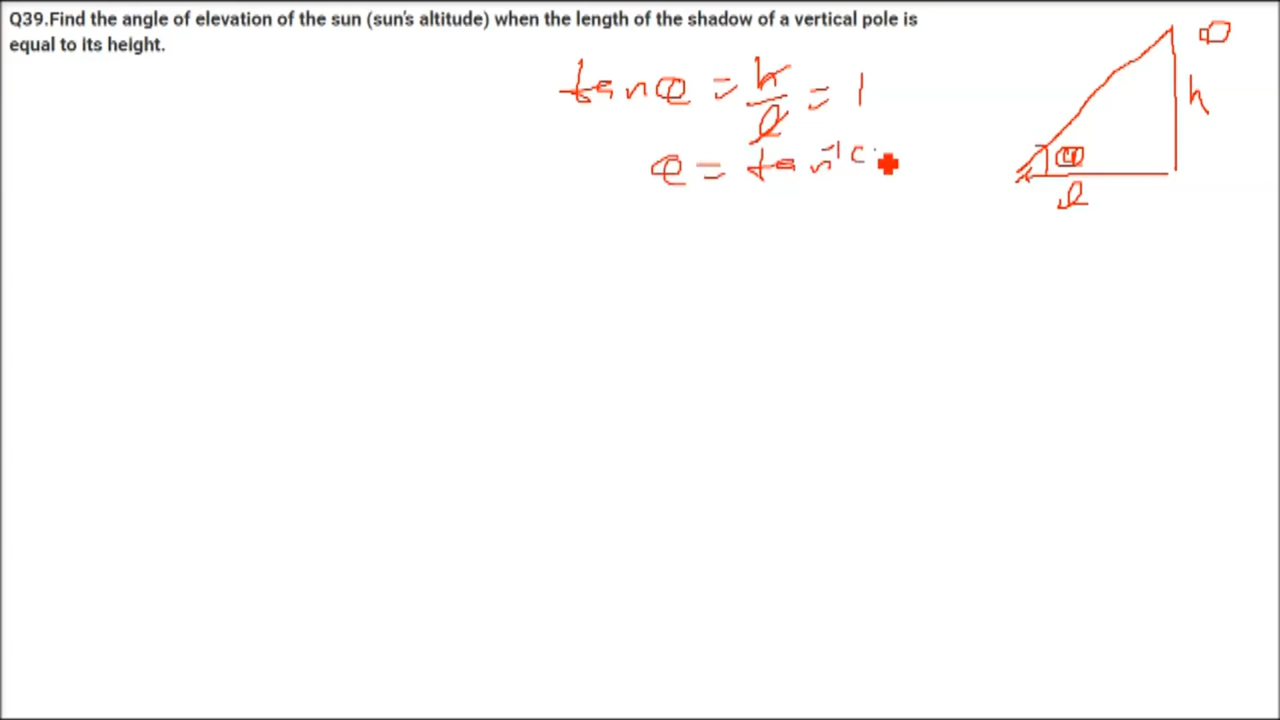 Q39.Find the angle of elevation of the sun (sun's altitude) when the length of the shadow of a vertical pole is
equal to its height.
tanθ = h/l = 1
θ = tan⁻¹(
h
θ
l